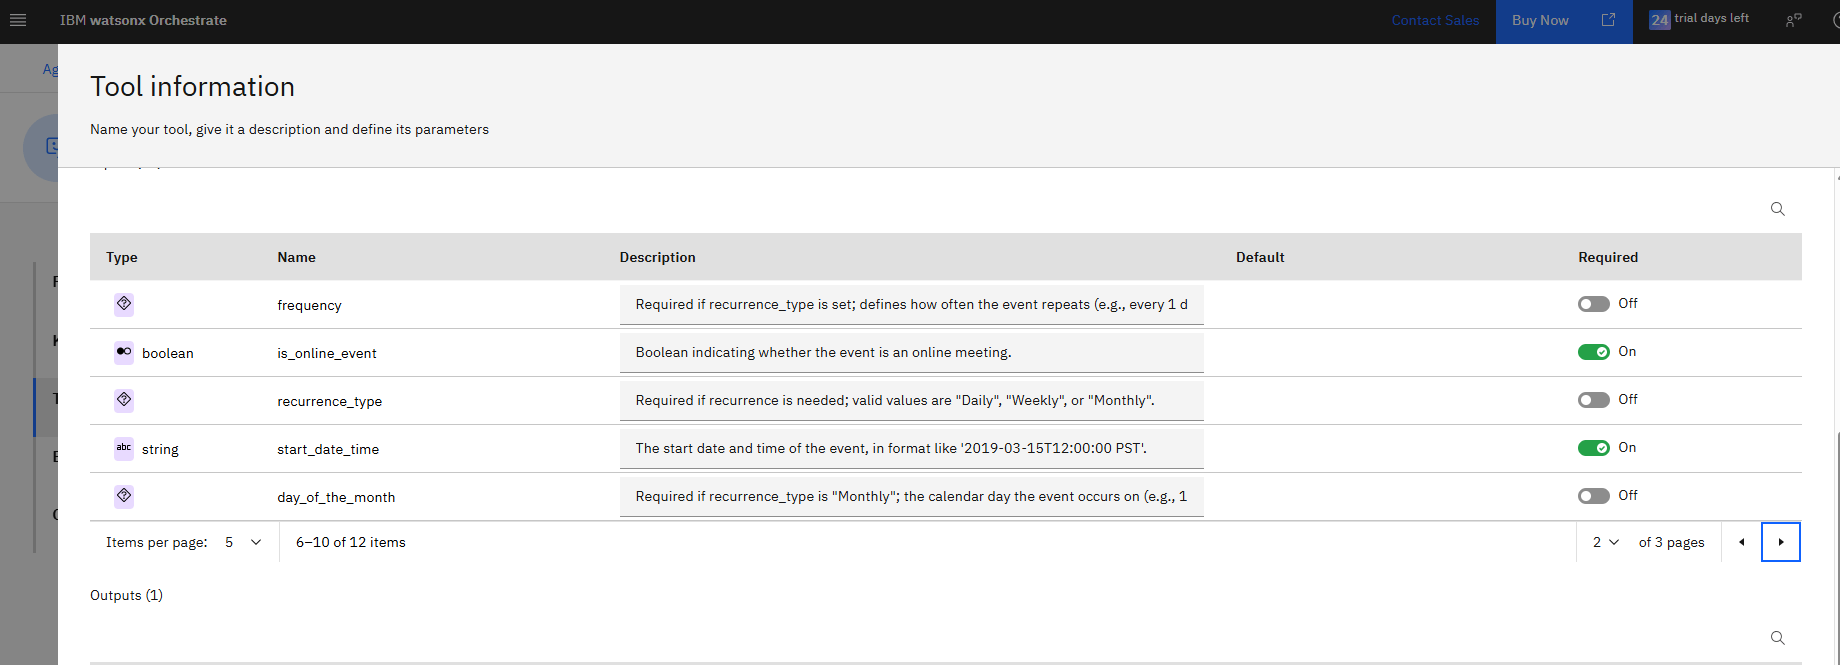 IBM watsonx Orchestrate
Contact Sales
Buy Now
24 trial days left
Ag
Tool information
Name your tool, give it a description and define its parameters
Type Name Description Default Required
frequency Required if recurrence_type is set; defines how often the event repeats (e.g., every 1 d Off
boolean is_online_event Boolean indicating whether the event is an online meeting. On
recurrence_type Required if recurrence is needed; valid values are "Daily", "Weekly", or "Monthly". Off
abc string start_date_time The start date and time of the event, in format like '2019-03-15T12:00:00 PST'. On
day_of_the_month Required if recurrence_type is "Monthly"; the calendar day the event occurs on (e.g., 1 Off
Items per page: 5 6–10 of 12 items 2 of 3 pages
Outputs (1)